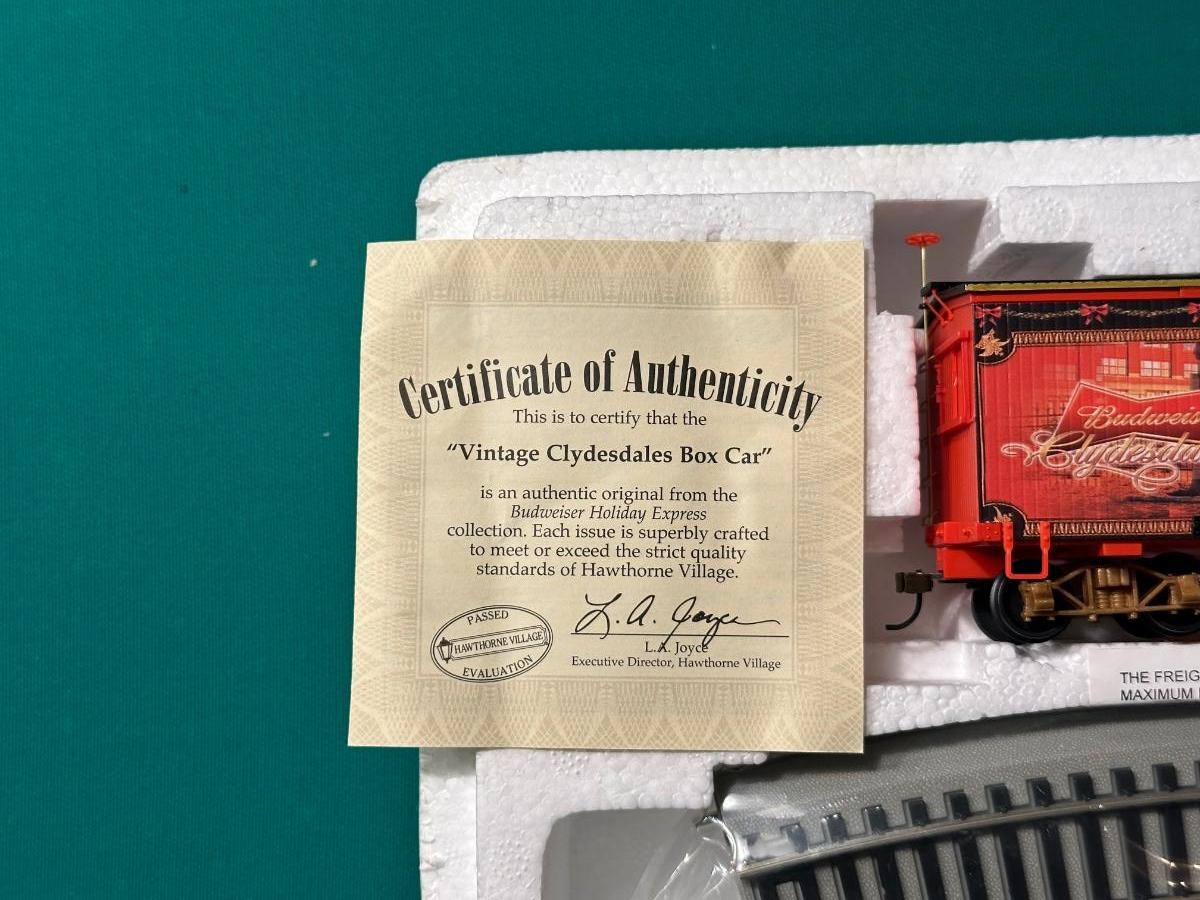 Certificate of Authenticity
This is to certify that the
“Vintage Clydesdales Box Car”
is an authentic original from the
Budweiser Holiday Express
collection. Each issue is superbly crafted
to meet or exceed the strict quality
standards of Hawthorne Village.
L. A. Joyce
L.A. Joyce
Executive Director, Hawthorne Village
PASSED
HAWTHORNE VILLAGE
EVALUATION
Budweis
Clydesda
THE FREIG
MAXIMUM